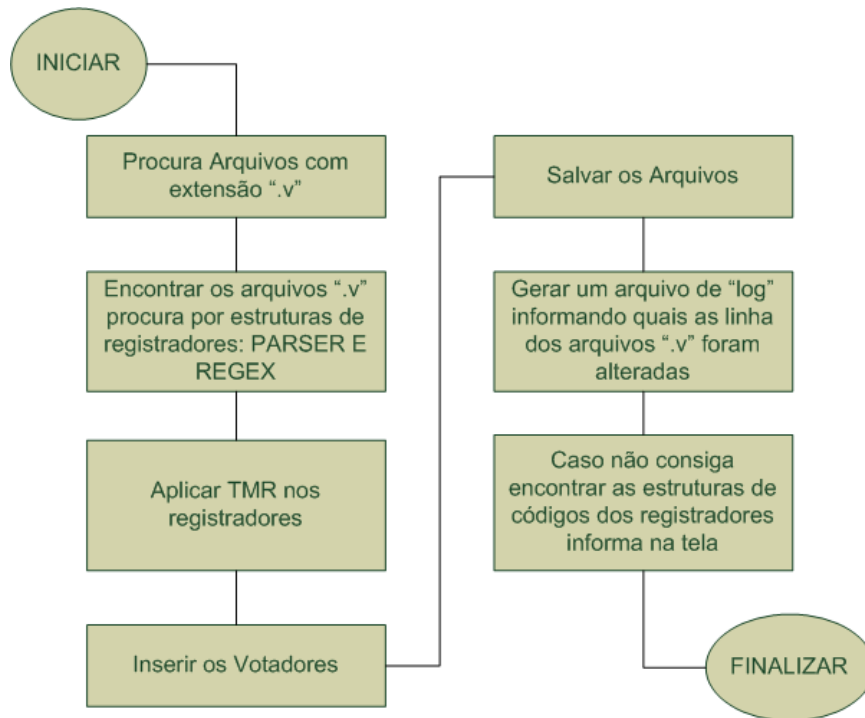 INICIAR
Procura Arquivos com
extensão “.v”
Encontrar os arquivos “.v”
procura por estruturas de
registradores: PARSER E
REGEX
Aplicar TMR nos
registradores
Inserir os Votadores
Salvar os Arquivos
Gerar um arquivo de “log”
informando quais as linha
dos arquivos “.v” foram
alteradas
Caso não consiga
encontrar as estruturas de
códigos dos registradores
informa na tela
FINALIZAR